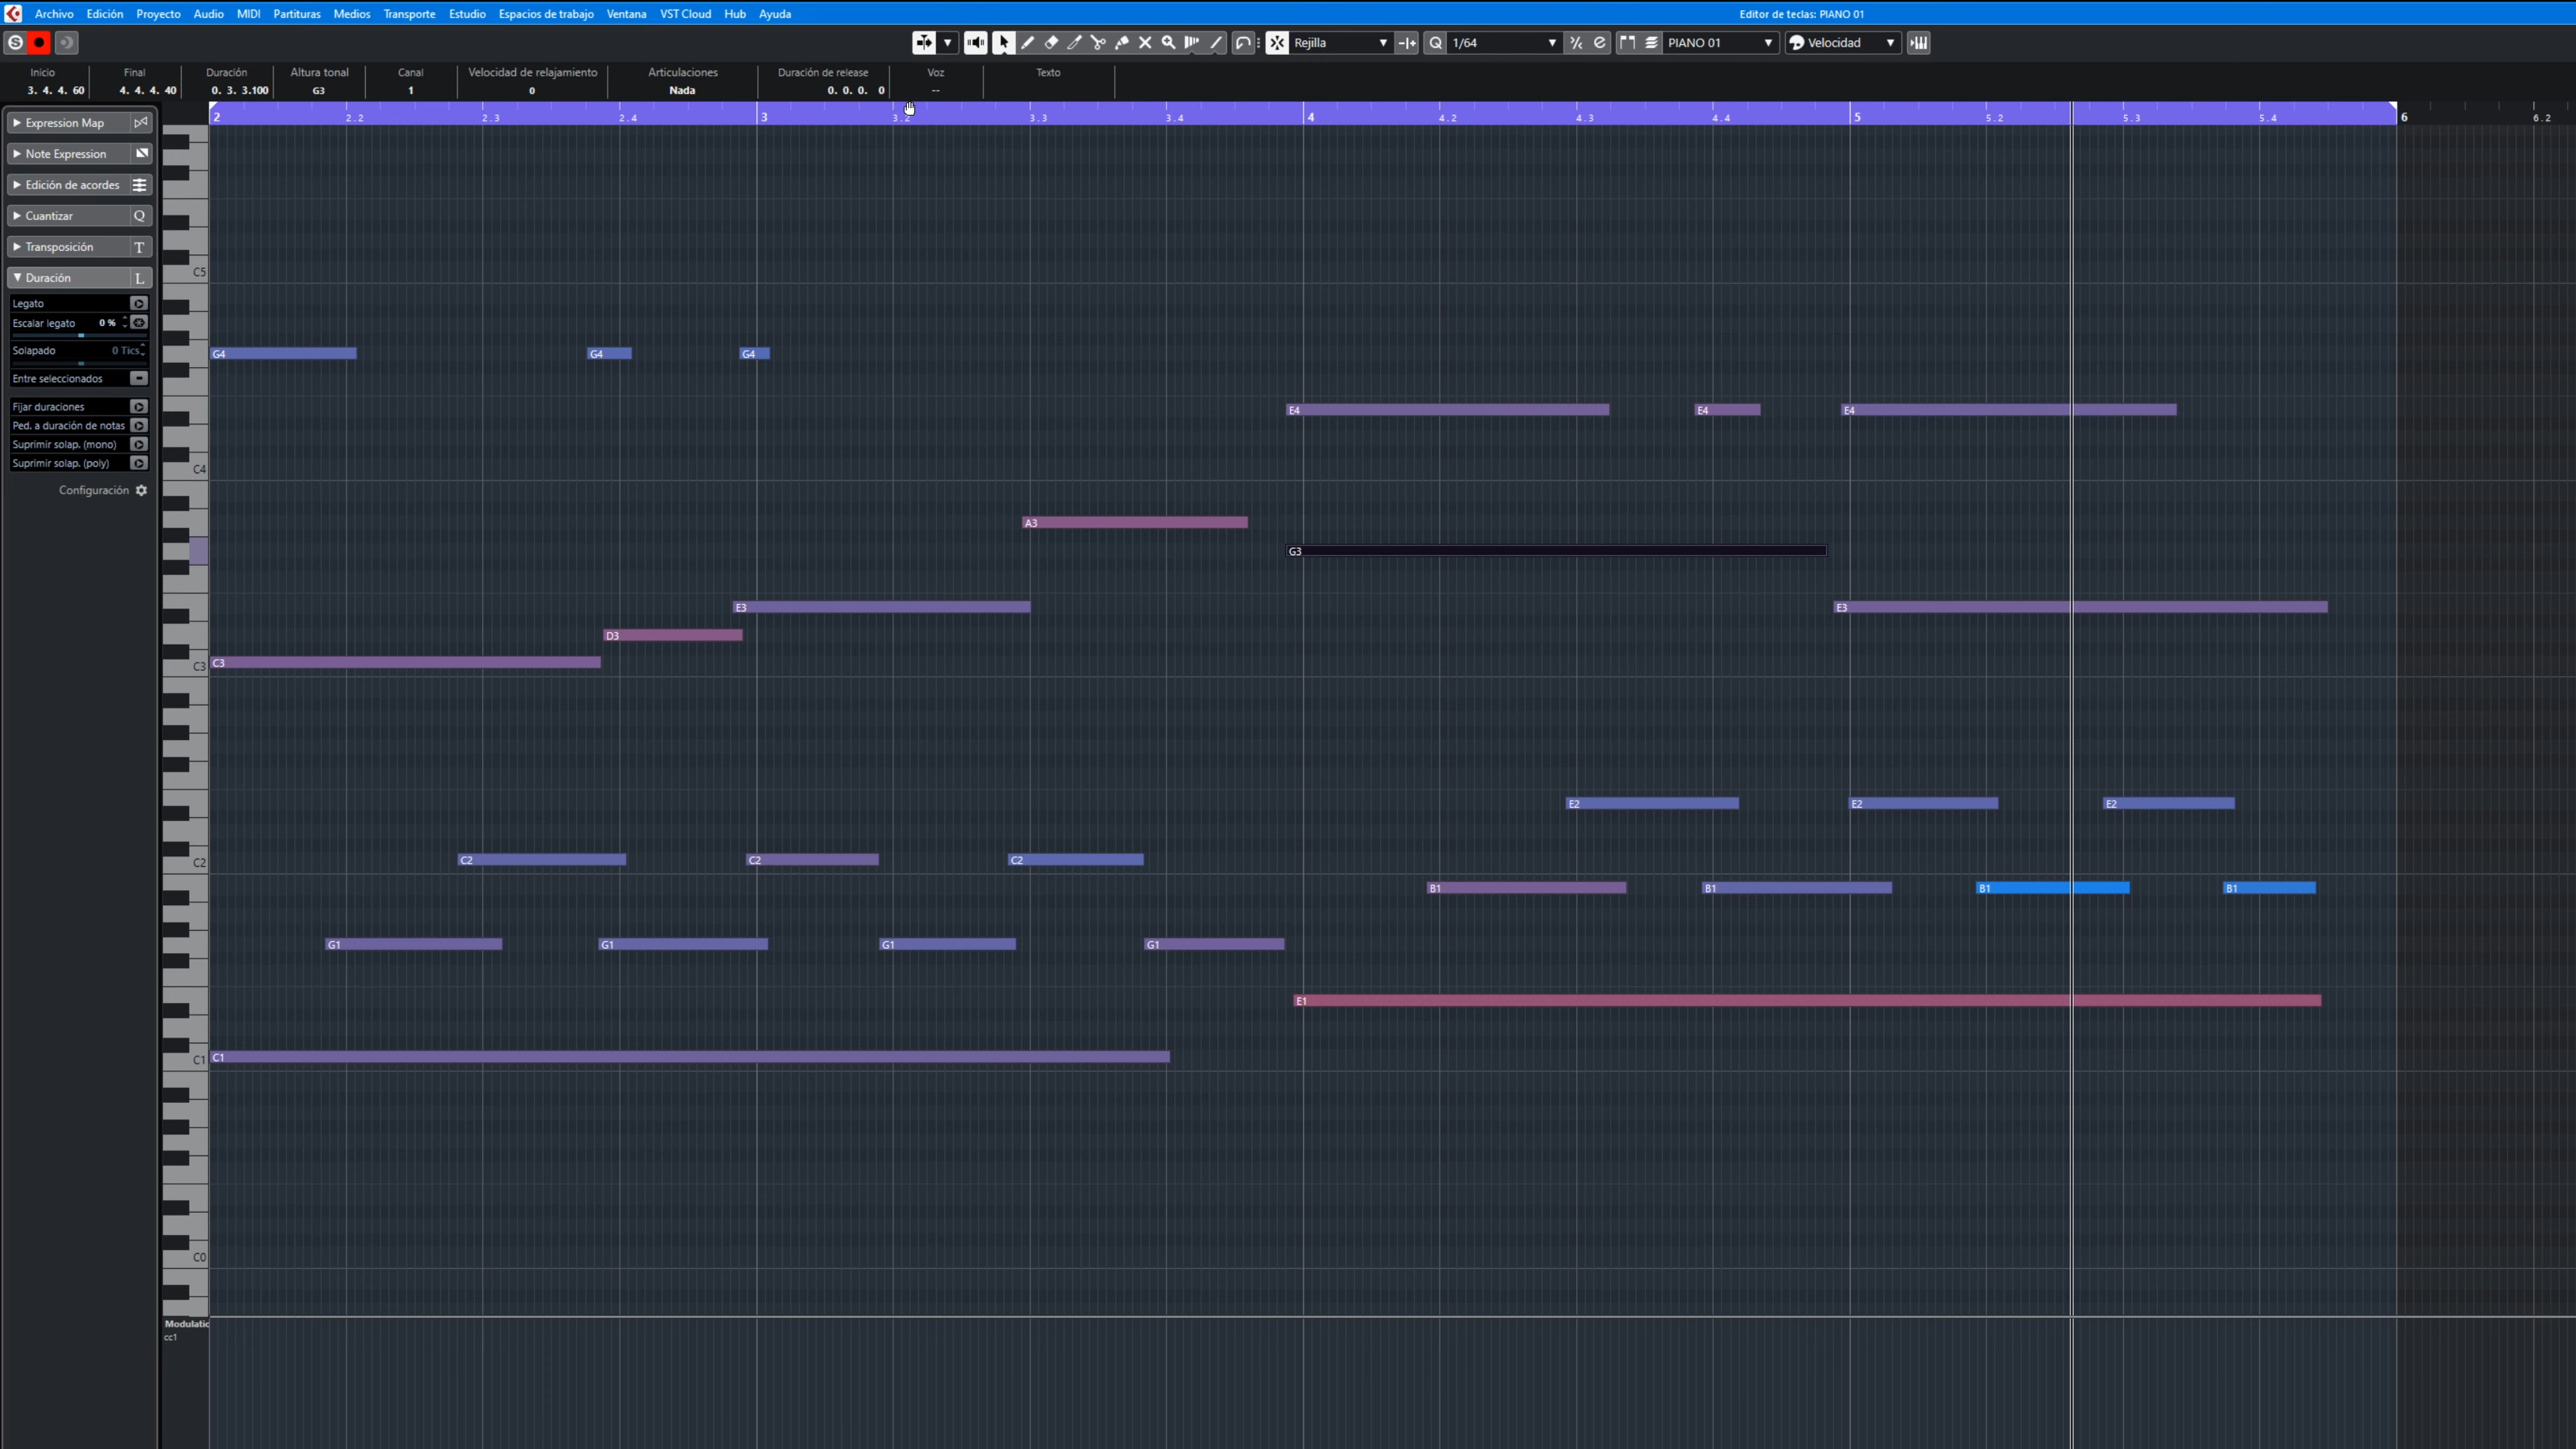 Archivo Edición Proyecto Audio MIDI Partituras Medios Transporte Estudio Espacios de trabajo Ventana VST Cloud Hub Ayuda Editor de teclas: PIANO 01
S Rejilla Q 1/64 PIANO 01 Velocidad
Inicio Final Duración Altura tonal Canal Velocidad de relajamiento Articulaciones Duración de release Voz Texto
3. 4. 4. 60 4. 4. 4. 40 0. 3. 3.100 G3 1 0 Nada 0. 0. 0. 0 --
2 2.2 2.3 2.4 3 3.2 3.3 3.4 4 4.2 4.3 4.4 5 5.2 5.3 5.4 6 6.2
Expression Map
Note Expression
Edición de acordes
Cuantizar Q
Transposición T
Duración L
Legato
Escalar legato 0 %
Solapado 0 Tics
Entre seleccionados
Fijar duraciones
Ped. a duración de notas
Suprimir solap. (mono)
Suprimir solap. (poly)
Configuración
C5
G4 G4 G4
E4 E4 E4
C4
A3
G3
E3 E3
D3
C3 C3
E2 E2 E2
C2 C2 C2 C2
B1 B1 B1 B1
G1 G1 G1 G1
E1
C1 C1
C0
Modulatic
cc1